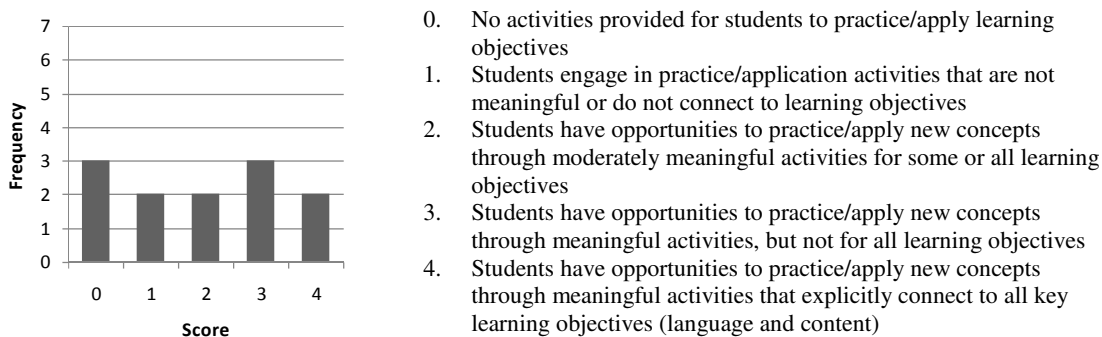 7
6
5
4
3
2
1
0
Frequency
0 1 2 3 4
Score
0. No activities provided for students to practice/apply learning
objectives
1. Students engage in practice/application activities that are not
meaningful or do not connect to learning objectives
2. Students have opportunities to practice/apply new concepts
through moderately meaningful activities for some or all learning
objectives
3. Students have opportunities to practice/apply new concepts
through meaningful activities, but not for all learning objectives
4. Students have opportunities to practice/apply new concepts
through meaningful activities that explicitly connect to all key
learning objectives (language and content)